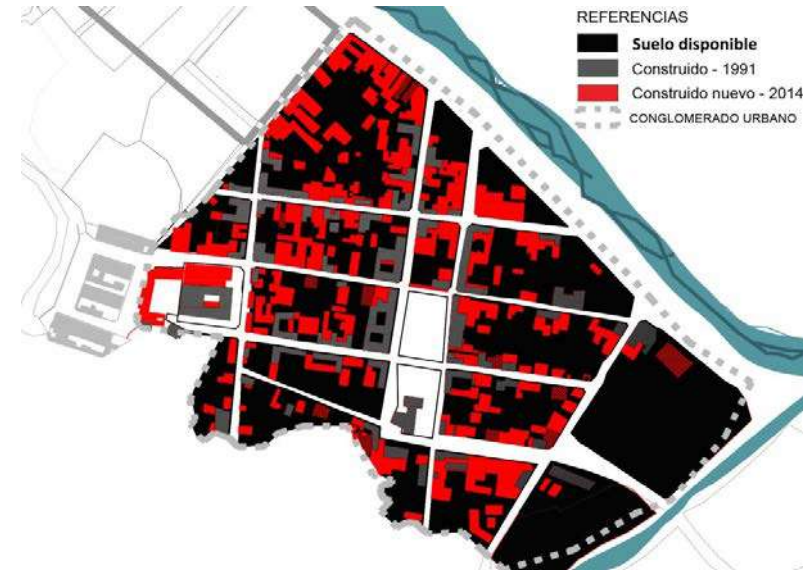 REFERENCIAS
Suelo disponible
Construido - 1991
Construido nuevo - 2014
CONGLOMERADO URBANO